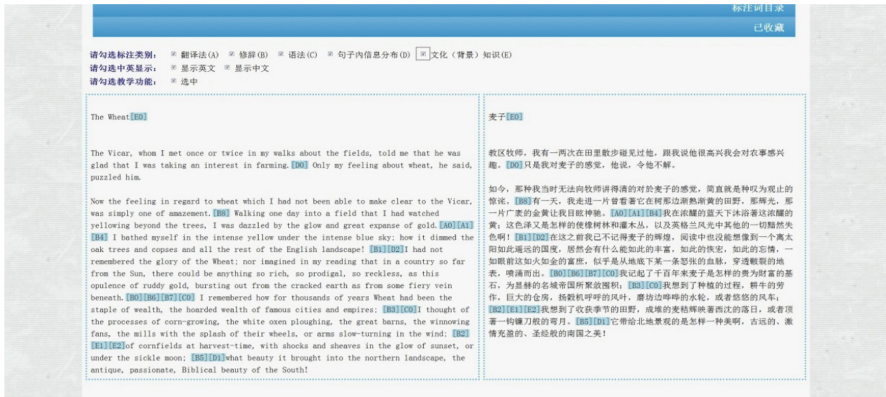 标注词目录
已收藏
请勾选标注类别： 翻译法(A) 修辞(B) 语法(C) 句子内信息分布(D) 文化（背景）知识(E)
请勾选中英显示： 显示英文 显示中文
请勾选教学功能： 选中
The Wheat[E0]
The Vicar, whom I met once or twice in my walks about the fields, told me that he was
glad that I was taking an interest in farming.[D0] Only my feeling about wheat, he said,
puzzled him.
Now the feeling in regard to wheat which I had not been able to make clear to the Vicar,
was simply one of amazement.[B8] Walking one day into a field that I had watched
yellowing beyond the trees, I was dazzled by the glow and great expanse of gold.[A0][A1]
[B4] I bathed myself in the intense yellow under the intense blue sky; how it dimmed the
oak trees and copses and all the rest of the English landscape! [B1][D2]I had not
remembered the glory of the Wheat; nor imagined in my reading that in a country so far
from the Sun, there could be anything so rich, so prodigal, so reckless, as this
opulence of ruddy gold, bursting out from the cracked earth as from some fiery vein
beneath.[B0][B6][B7][C0] I remembered how for thousands of years Wheat had been the
staple of wealth, the hoarded wealth of famous cities and empires; [B3][C0]I thought of
the processes of corn-growing, the white oxen ploughing, the great barns, the winnowing
fans, the mills with the splash of their wheels, or arms slow-turning in the wind; [B2]
[E1][E2]of cornfields at harvest-time, with shocks and sheaves in the glow of sunset, or
under the sickle moon; [B5][D1]what beauty it brought into the northern landscape, the
antique, passionate, Biblical beauty of the South!
麦子[E0]
教区牧师，我有一两次在田里散步碰见过他，跟我说他很高兴我会对农事感兴
趣。[D0]只是我对麦子的感觉，他说，令他不解。
如今，那种我当时无法向牧师讲得清的对於麦子的感觉，简直就是种叹为观止的
惊诧。[B8]有一天，我走进一片曾看著它在树那边渐熟渐黄的田野，那辉光，那
一片广袤的金黄让我目眩神驰。[A0][A1][B4]我在浓釅的蓝天下沐浴著这浓釅的
黄；这色泽又是怎样的使橡树林和灌木丛，以及英格兰风光中其他的一切黯然失
色啊！[B1][D2]在这之前我已不记得麦子的辉煌，阅读中也没能想像到一个离太
阳如此遥远的国度，居然会有什么能如此的丰富，如此的恢宏，如此的忘情，一
如眼前这如火如金的富庶，似乎是从地底下某一条怒张的血脉，穿透皲裂的地
表，喷涌而出。[B0][B6][B7][C0]我记起了千百年来麦子是怎样的贵为财富的基
石，为显赫的名城帝国所聚敛囤积；[B3][C0]我想到了种植的过程，耕牛的劳
作，巨大的仓房，扬榖机呼呼的风叶，磨坊边哗哗的水轮，或者悠悠的风车；
[B2][E1][E2]我想到了收获季节的田野，成堆的麦秸辉映著西沈的落日，或者顶
著一钩镰刀般的弯月。[B5][D1]它带给北地景观的是怎样一种美啊，古远的、激
情充盈的、圣经般的南国之美！